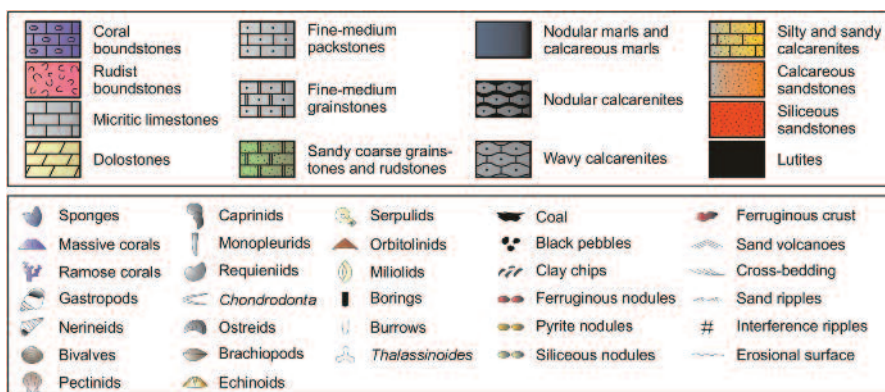 Coral
boundstones
Rudist
boundstones
Micritic limestones
Dolostones
Fine-medium
packstones
Fine-medium
grainstones
Sandy coarse grains-
tones and rudstones
Nodular marls and
calcareous marls
Nodular calcarenites
Wavy calcarenites
Silty and sandy
calcarenites
Calcareous
sandstones
Siliceous
sandstones
Lutites
Sponges
Massive corals
Ramose corals
Gastropods
Nerineids
Bivalves
Pectinids
Caprinids
Monopleurids
Requieniids
Chondrodonta
Ostreids
Brachiopods
Echinoids
Serpulids
Orbitolinids
Miliolids
Borings
Burrows
Thalassinoides
Coal
Black pebbles
Clay chips
Ferruginous nodules
Pyrite nodules
Siliceous nodules
Ferruginous crust
Sand volcanoes
Cross-bedding
Sand ripples
Interference ripples
Erosional surface